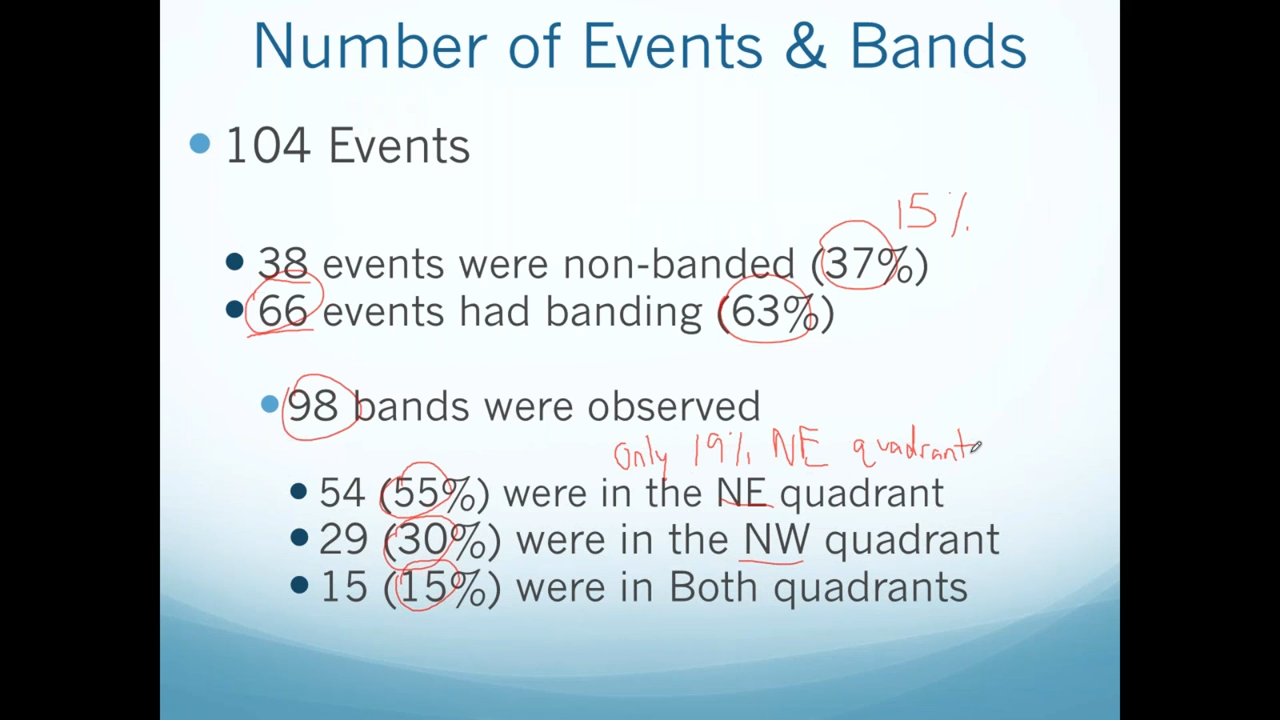 Number of Events & Bands
104 Events
15%
38 events were non-banded (37%)
66 events had banding (63%)
98 bands were observed
Only 19% NE quadrant
54 (55%) were in the NE quadrant
29 (30%) were in the NW quadrant
15 (15%) were in Both quadrants